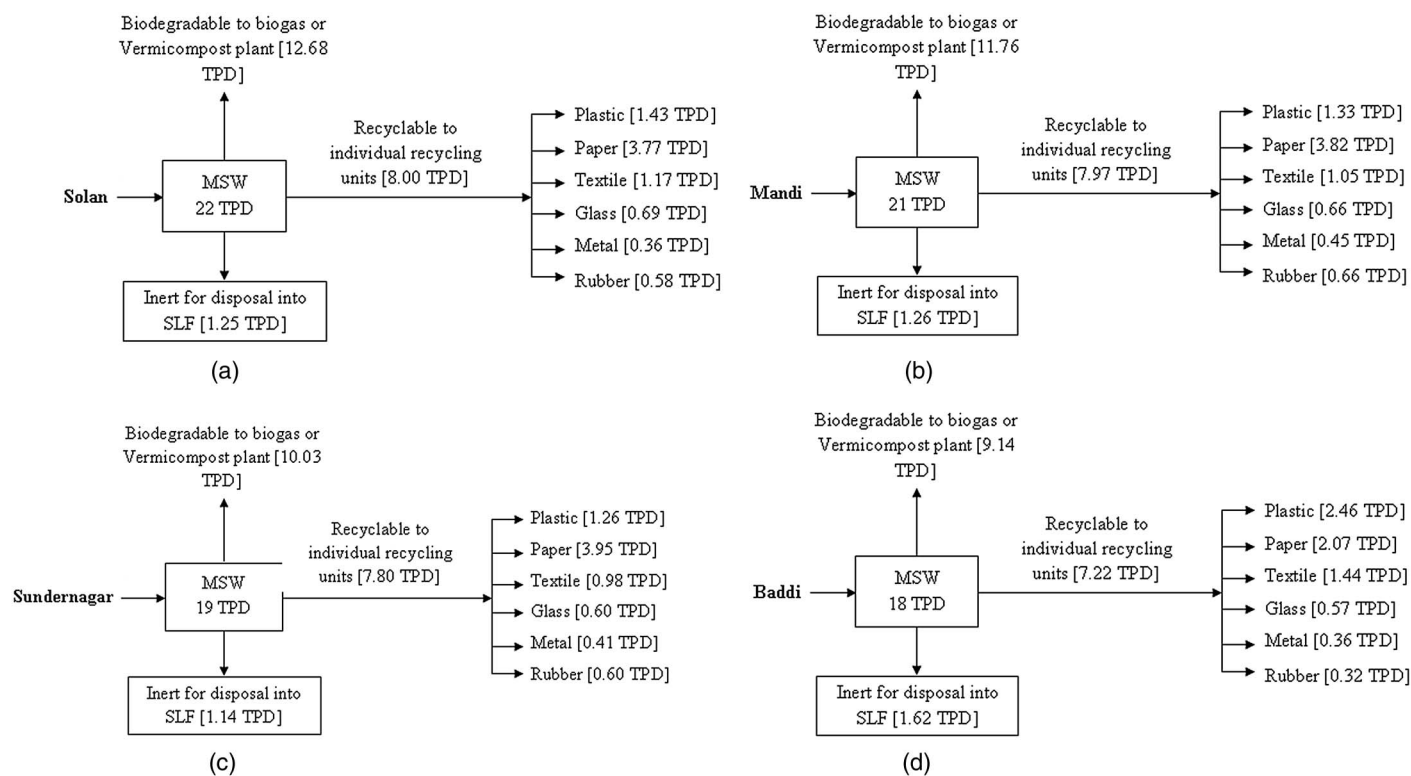 Biodegradable to biogas or
Vermicompost plant [12.68
TPD]
Solan
MSW
22 TPD
Recyclable to
individual recycling
units [8.00 TPD]
Plastic [1.43 TPD]
Paper [3.77 TPD]
Textile [1.17 TPD]
Glass [0.69 TPD]
Metal [0.36 TPD]
Rubber [0.58 TPD]
Inert for disposal into
SLF [1.25 TPD]
(a)
Biodegradable to biogas or
Vermicompost plant [11.76
TPD]
Mandi
MSW
21 TPD
Recyclable to
individual recycling
units [7.97 TPD]
Plastic [1.33 TPD]
Paper [3.82 TPD]
Textile [1.05 TPD]
Glass [0.66 TPD]
Metal [0.45 TPD]
Rubber [0.66 TPD]
Inert for disposal into
SLF [1.26 TPD]
(b)
Biodegradable to biogas or
Vermicompost plant [10.03
TPD]
Sundernagar
MSW
19 TPD
Recyclable to
individual recycling
units [7.80 TPD]
Plastic [1.26 TPD]
Paper [3.95 TPD]
Textile [0.98 TPD]
Glass [0.60 TPD]
Metal [0.41 TPD]
Rubber [0.60 TPD]
Inert for disposal into
SLF [1.14 TPD]
(c)
Biodegradable to biogas or
Vermicompost plant [9.14
TPD]
Baddi
MSW
18 TPD
Recyclable to
individual recycling
units [7.22 TPD]
Plastic [2.46 TPD]
Paper [2.07 TPD]
Textile [1.44 TPD]
Glass [0.57 TPD]
Metal [0.36 TPD]
Rubber [0.32 TPD]
Inert for disposal into
SLF [1.62 TPD]
(d)